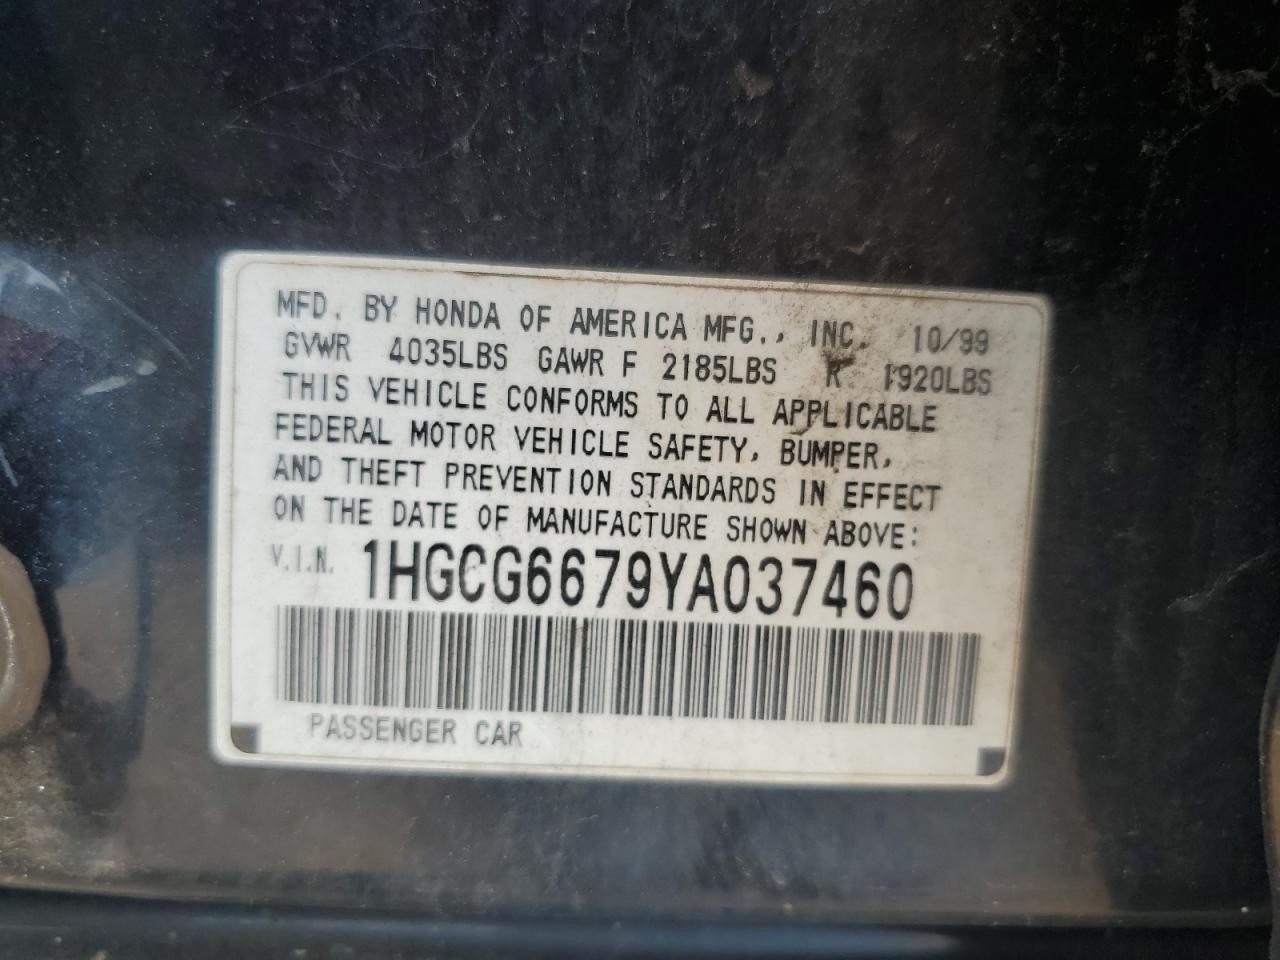 MFD. BY HONDA OF AMERICA MFG., INC. 10/99
GVWR 4035LBS GAWR F 2185LBS R 1920LBS
THIS VEHICLE CONFORMS TO ALL APPLICABLE
FEDERAL MOTOR VEHICLE SAFETY, BUMPER,
AND THEFT PREVENTION STANDARDS IN EFFECT
ON THE DATE OF MANUFACTURE SHOWN ABOVE:
V.I.N. 1HGCG6679YA037460
PASSENGER CAR